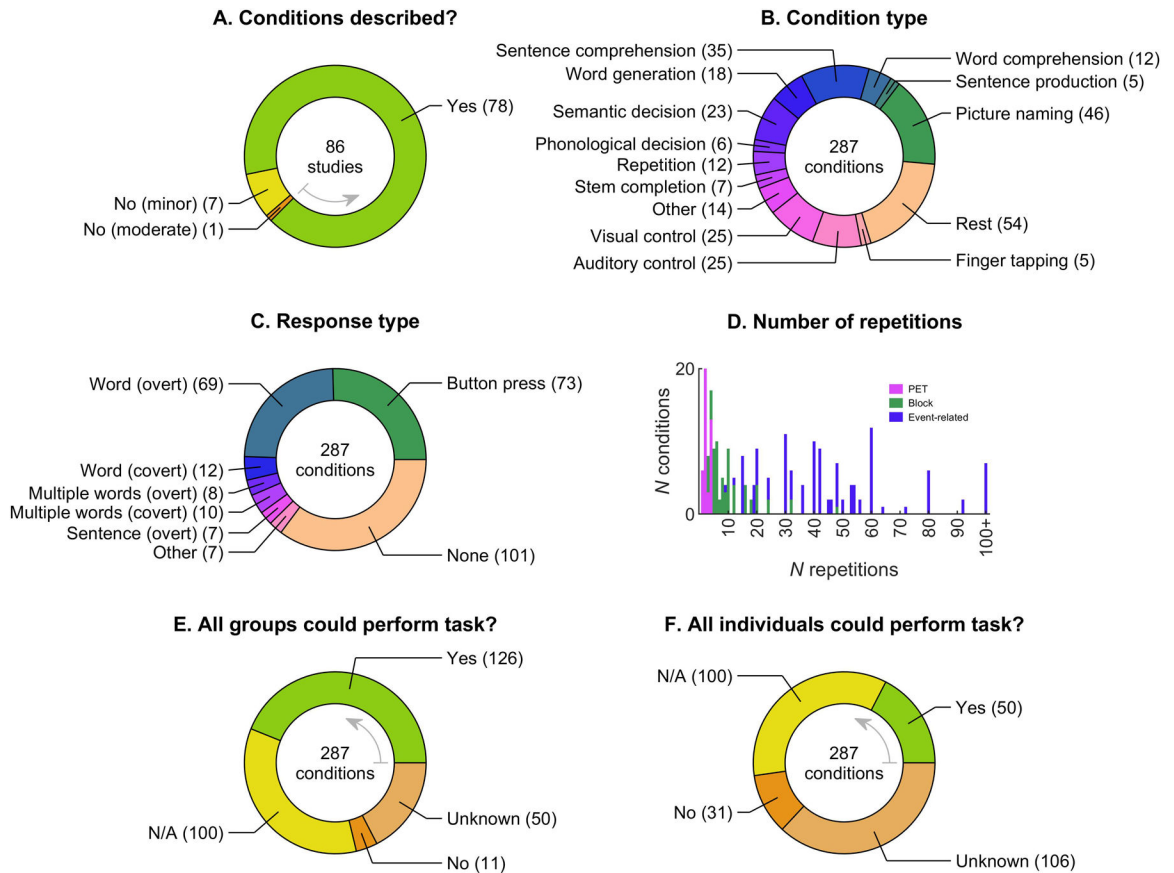 A. Conditions described?
Yes (78)
86
studies
No (minor) (7)
No (moderate) (1)
B. Condition type
Sentence comprehension (35)
Word generation (18)
Semantic decision (23)
Phonological decision (6)
Repetition (12)
Stem completion (7)
Other (14)
Visual control (25)
Auditory control (25)
287
conditions
Word comprehension (12)
Sentence production (5)
Picture naming (46)
Rest (54)
Finger tapping (5)
C. Response type
Word (overt) (69)
Word (covert) (12)
Multiple words (overt) (8)
Multiple words (covert) (10)
Sentence (overt) (7)
Other (7)
287
conditions
Button press (73)
None (101)
D. Number of repetitions
20
0
N conditions
PET
Block
Event-related
10
20
30
40
50
60
70
80
90
100+
N repetitions
E. All groups could perform task?
Yes (126)
287
conditions
N/A (100)
Unknown (50)
No (11)
F. All individuals could perform task?
N/A (100)
Yes (50)
287
conditions
No (31)
Unknown (106)